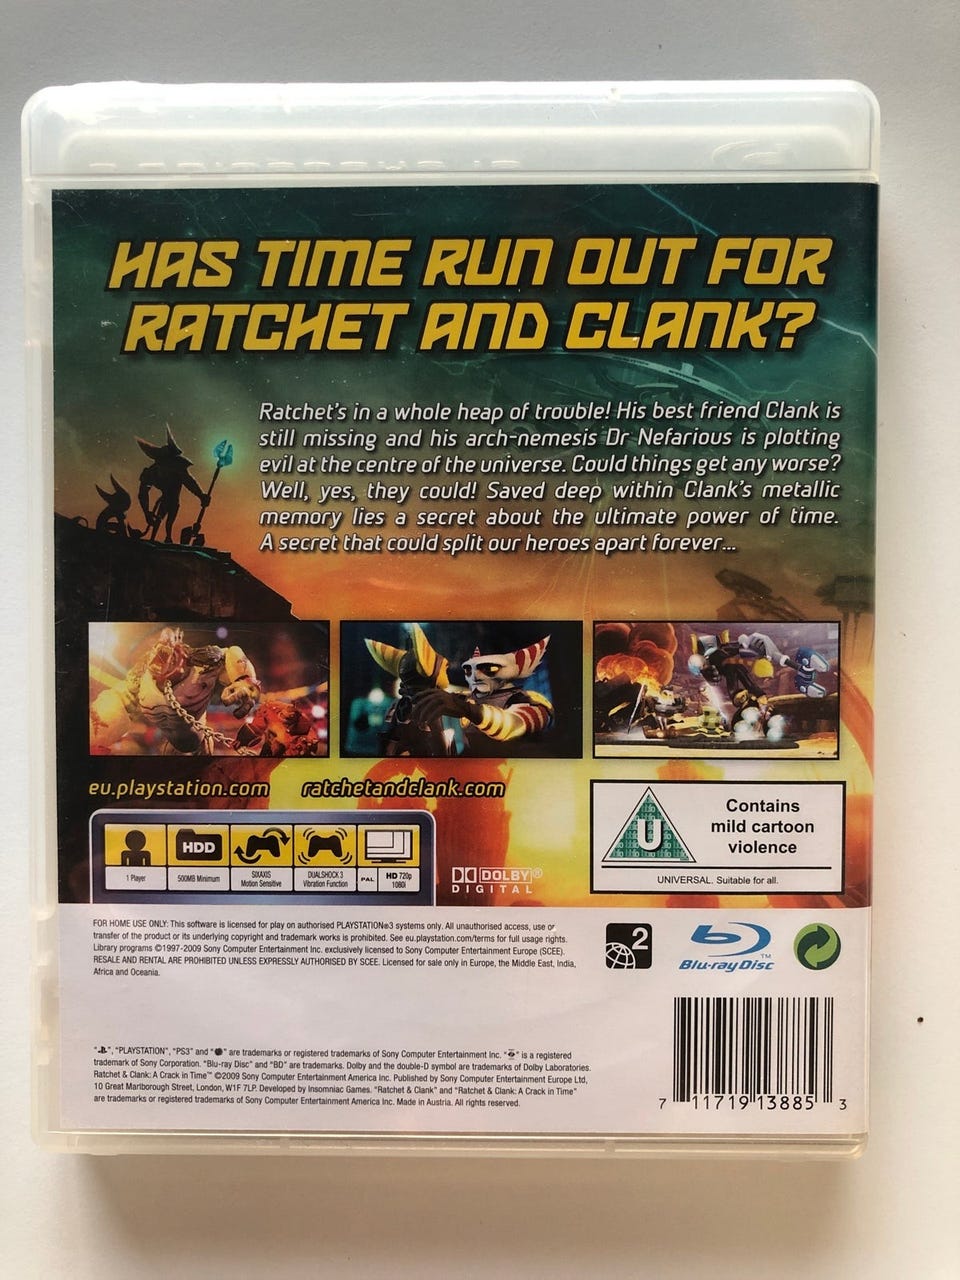 HAS TIME RUN OUT FOR
RATCHET AND CLANK?
Ratchet's in a whole heap of trouble! His best friend Clank is
still missing and his arch-nemesis Dr Nefarious is plotting
evil at the centre of the universe. Could things get any worse?
Well, yes, they could! Saved deep within Clank's metallic
memory lies a secret about the ultimate power of time.
A secret that could split our heroes apart forever...
eu.playstation.com
ratchetandclank.com
HDD
1 Player
500MB Minimum
SIXAXIS
Motion Sensitive
DUALSHOCK 3
Vibration Function
PAL
HD 720p
1080i
DOLBY®
DIGITAL
U
Contains
mild cartoon
violence
UNIVERSAL. Suitable for all.
FOR HOME USE ONLY: This software is licensed for play on authorised PLAYSTATION®3 systems only. All unauthorised access, use or
transfer of the product or its underlying copyright and trademark works is prohibited. See eu.playstation.com/terms for full usage rights.
Library programs ©1997-2009 Sony Computer Entertainment Inc. exclusively licensed to Sony Computer Entertainment Europe (SCEE).
RESALE AND RENTAL ARE PROHIBITED UNLESS EXPRESSLY AUTHORISED BY SCEE. Licensed for sale only in Europe, the Middle East, India,
Africa and Oceania.
2
Blu-ray Disc
TM
"", "PLAYSTATION", "PS3" and "" are trademarks or registered trademarks of Sony Computer Entertainment Inc. "" is a registered
trademark of Sony Corporation. "Blu-ray Disc" and "BD" are trademarks. Dolby and the double-D symbol are trademarks of Dolby Laboratories.
Ratchet & Clank: A Crack in Time™ ©2009 Sony Computer Entertainment America Inc. Published by Sony Computer Entertainment Europe Ltd,
10 Great Marlborough Street, London, W1F 7LP. Developed by Insomniac Games. "Ratchet & Clank" and "Ratchet & Clank: A Crack in Time"
are trademarks or registered trademarks of Sony Computer Entertainment America Inc. Made in Austria. All rights reserved.
7 11719 13885 3